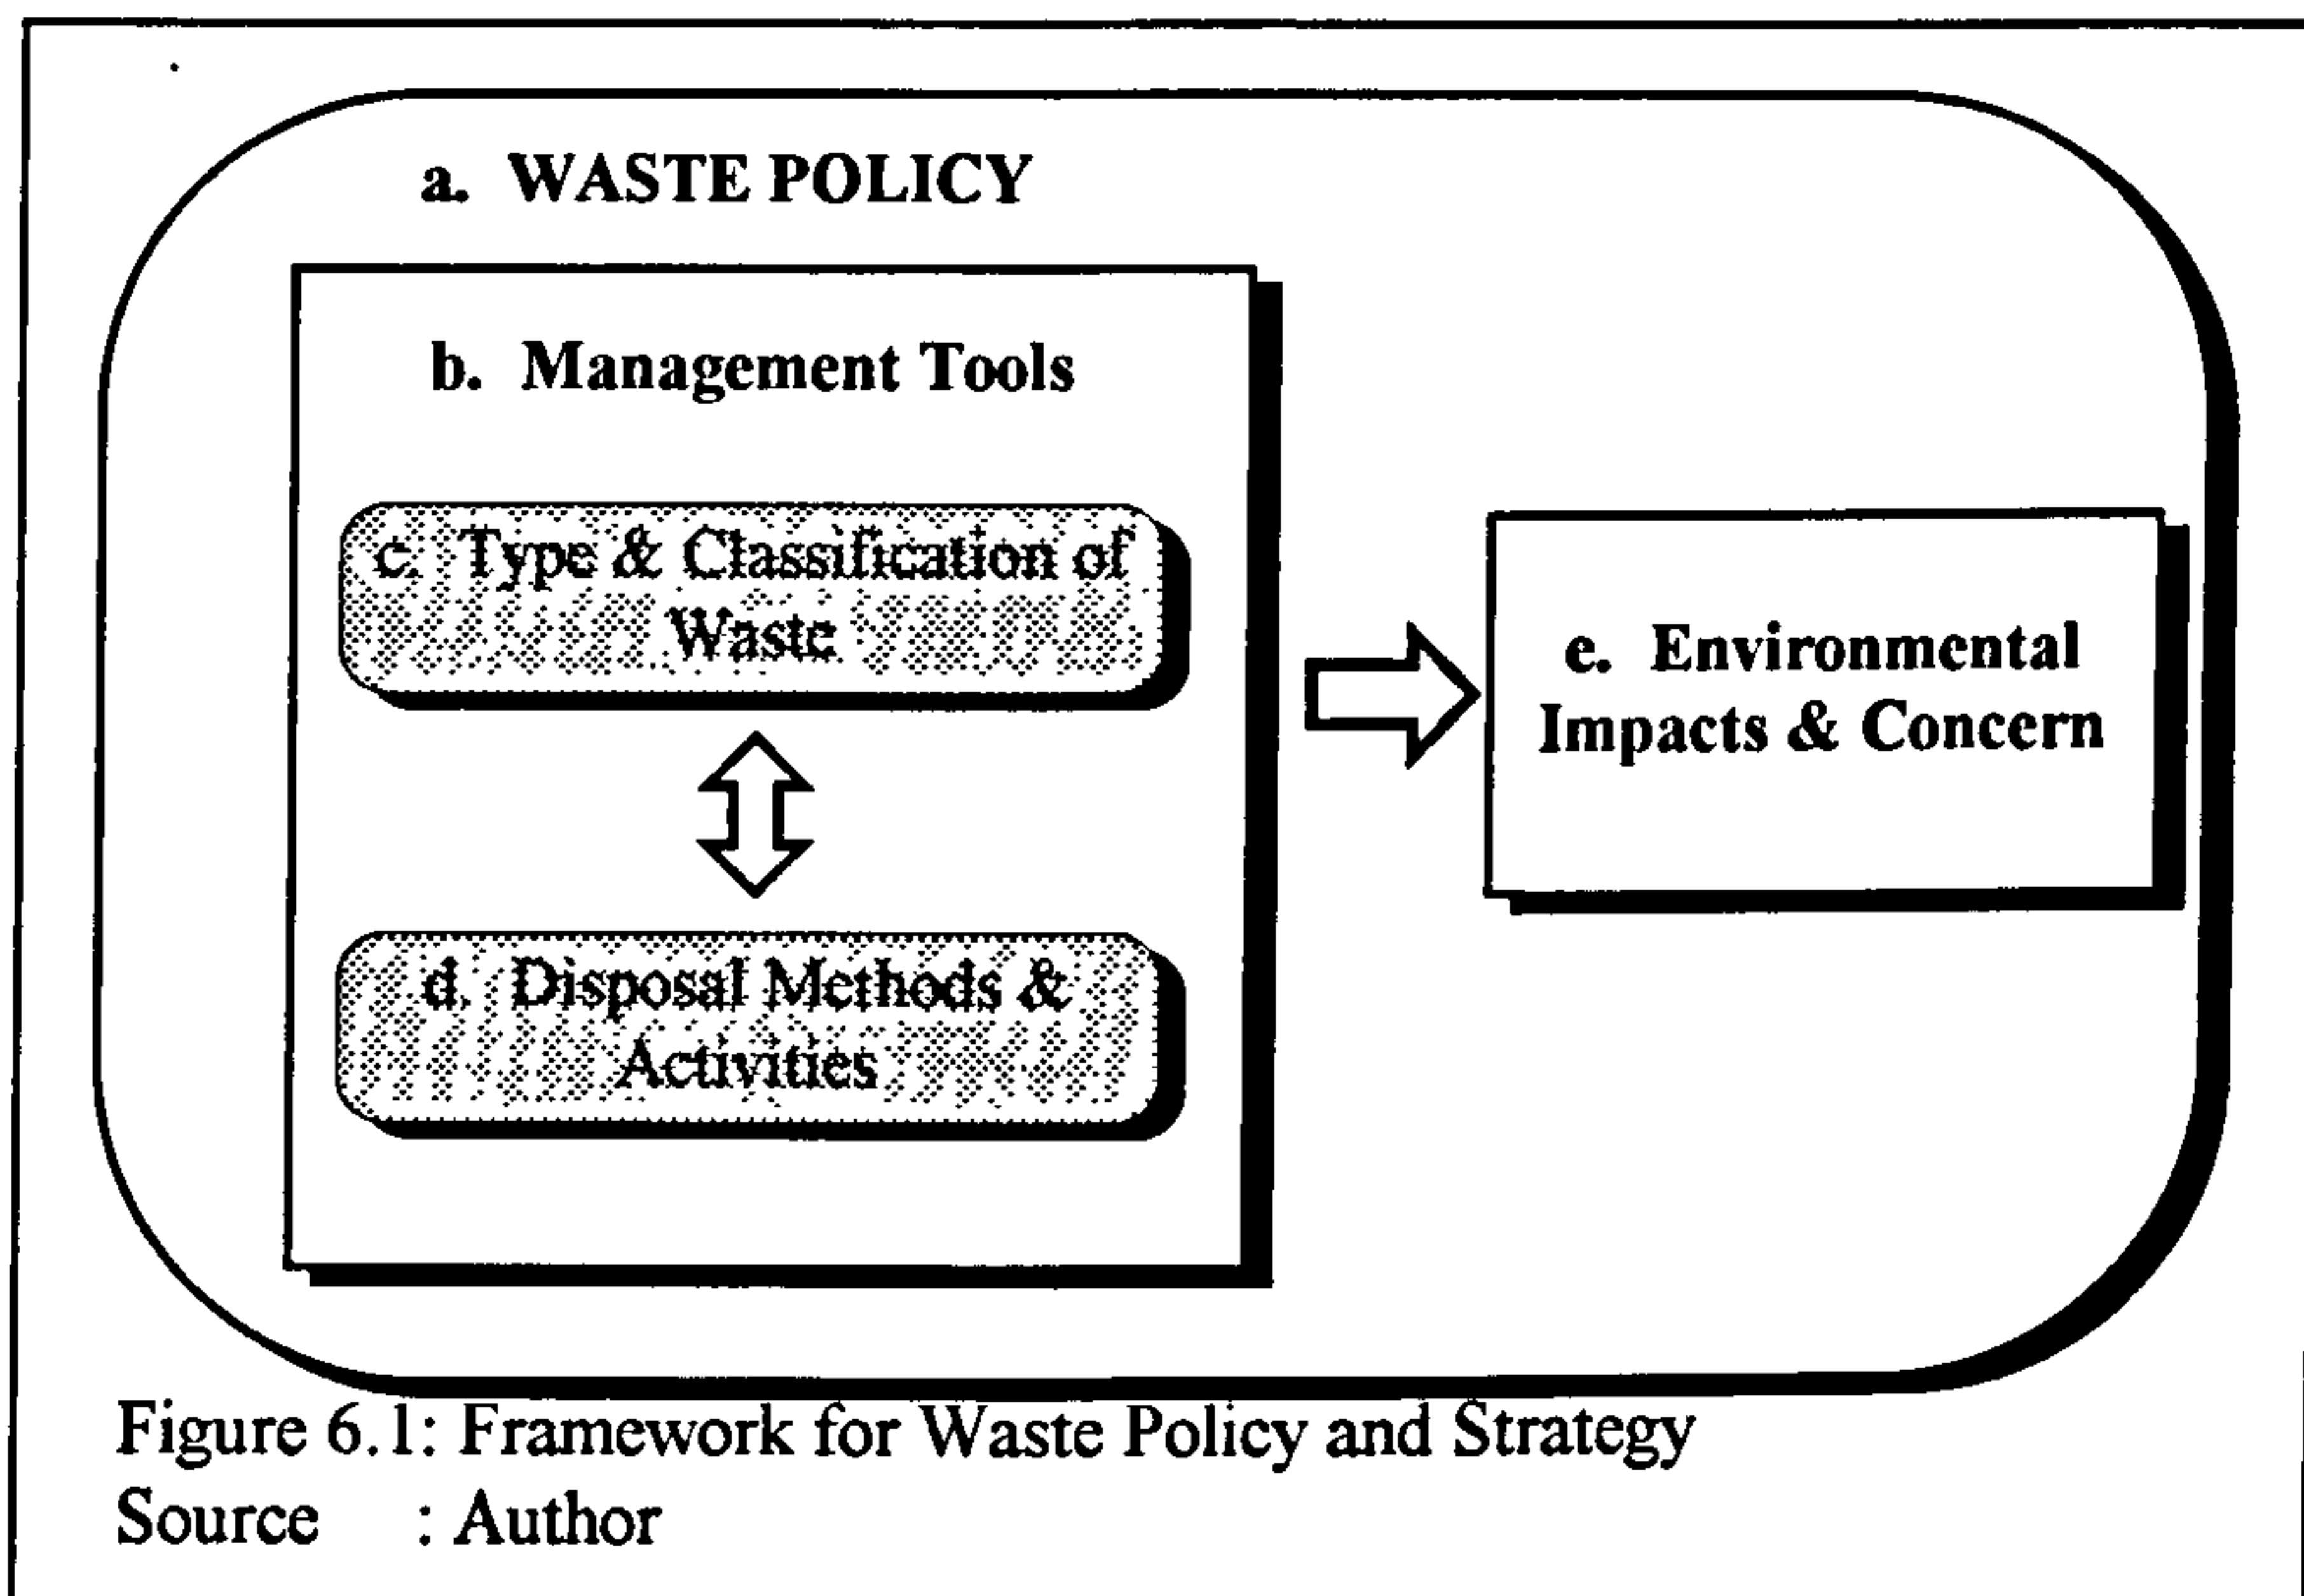 a. WASTE POLICY
b. Management Tools
c. Type & Classification of
Waste
d. Disposal Methods &
Activities
e. Environmental
Impacts & Concern
Figure 6.1: Framework for Waste Policy and Strategy
Source : Author